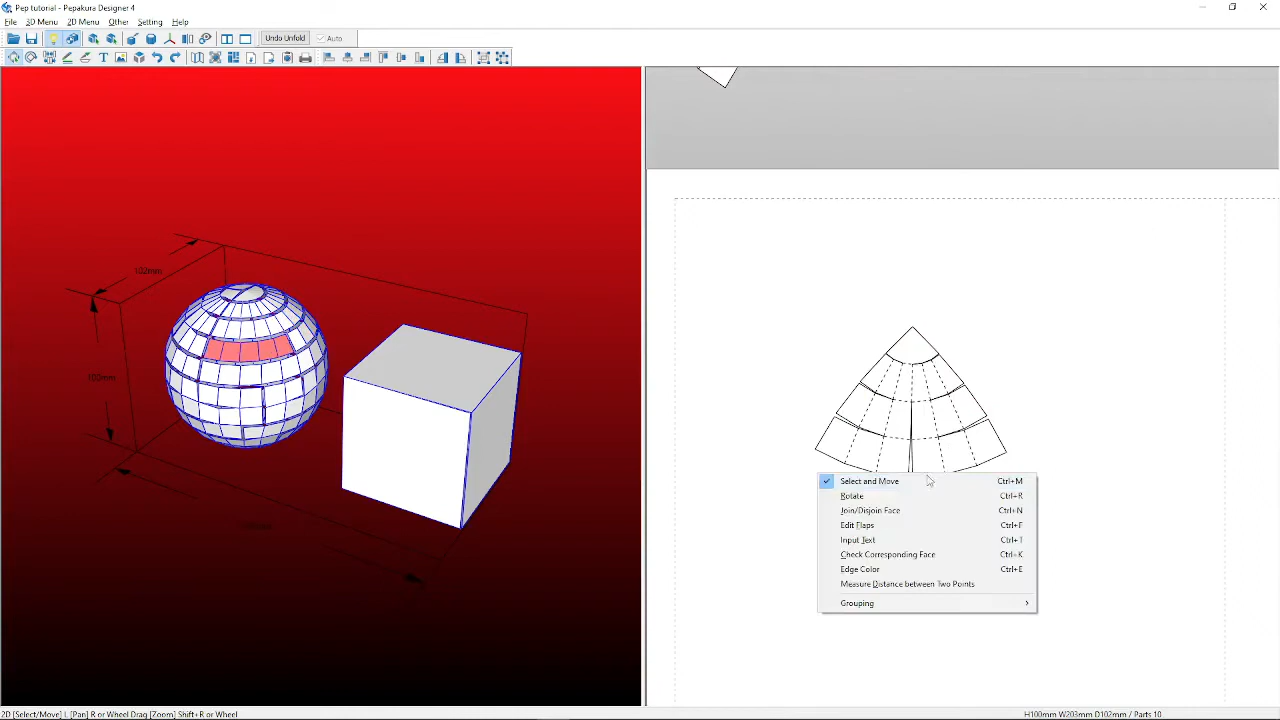 Pep tutorial - Pepakura Designer 4
File 3D Menu 2D Menu Other Setting Help
Undo Unfold Auto
102mm
100mm
Select and Move Ctrl+M
Rotate Ctrl+R
Join/Disjoin Face Ctrl+N
Edit Flaps Ctrl+F
Input Text Ctrl+T
Check Corresponding Face Ctrl+K
Edge Color Ctrl+E
Measure Distance between Two Points
Grouping
2D [Select/Move] L [Pan] R or Wheel Drag [Zoom] Shift+R or Wheel
H100mm W203mm D102mm / Parts 10